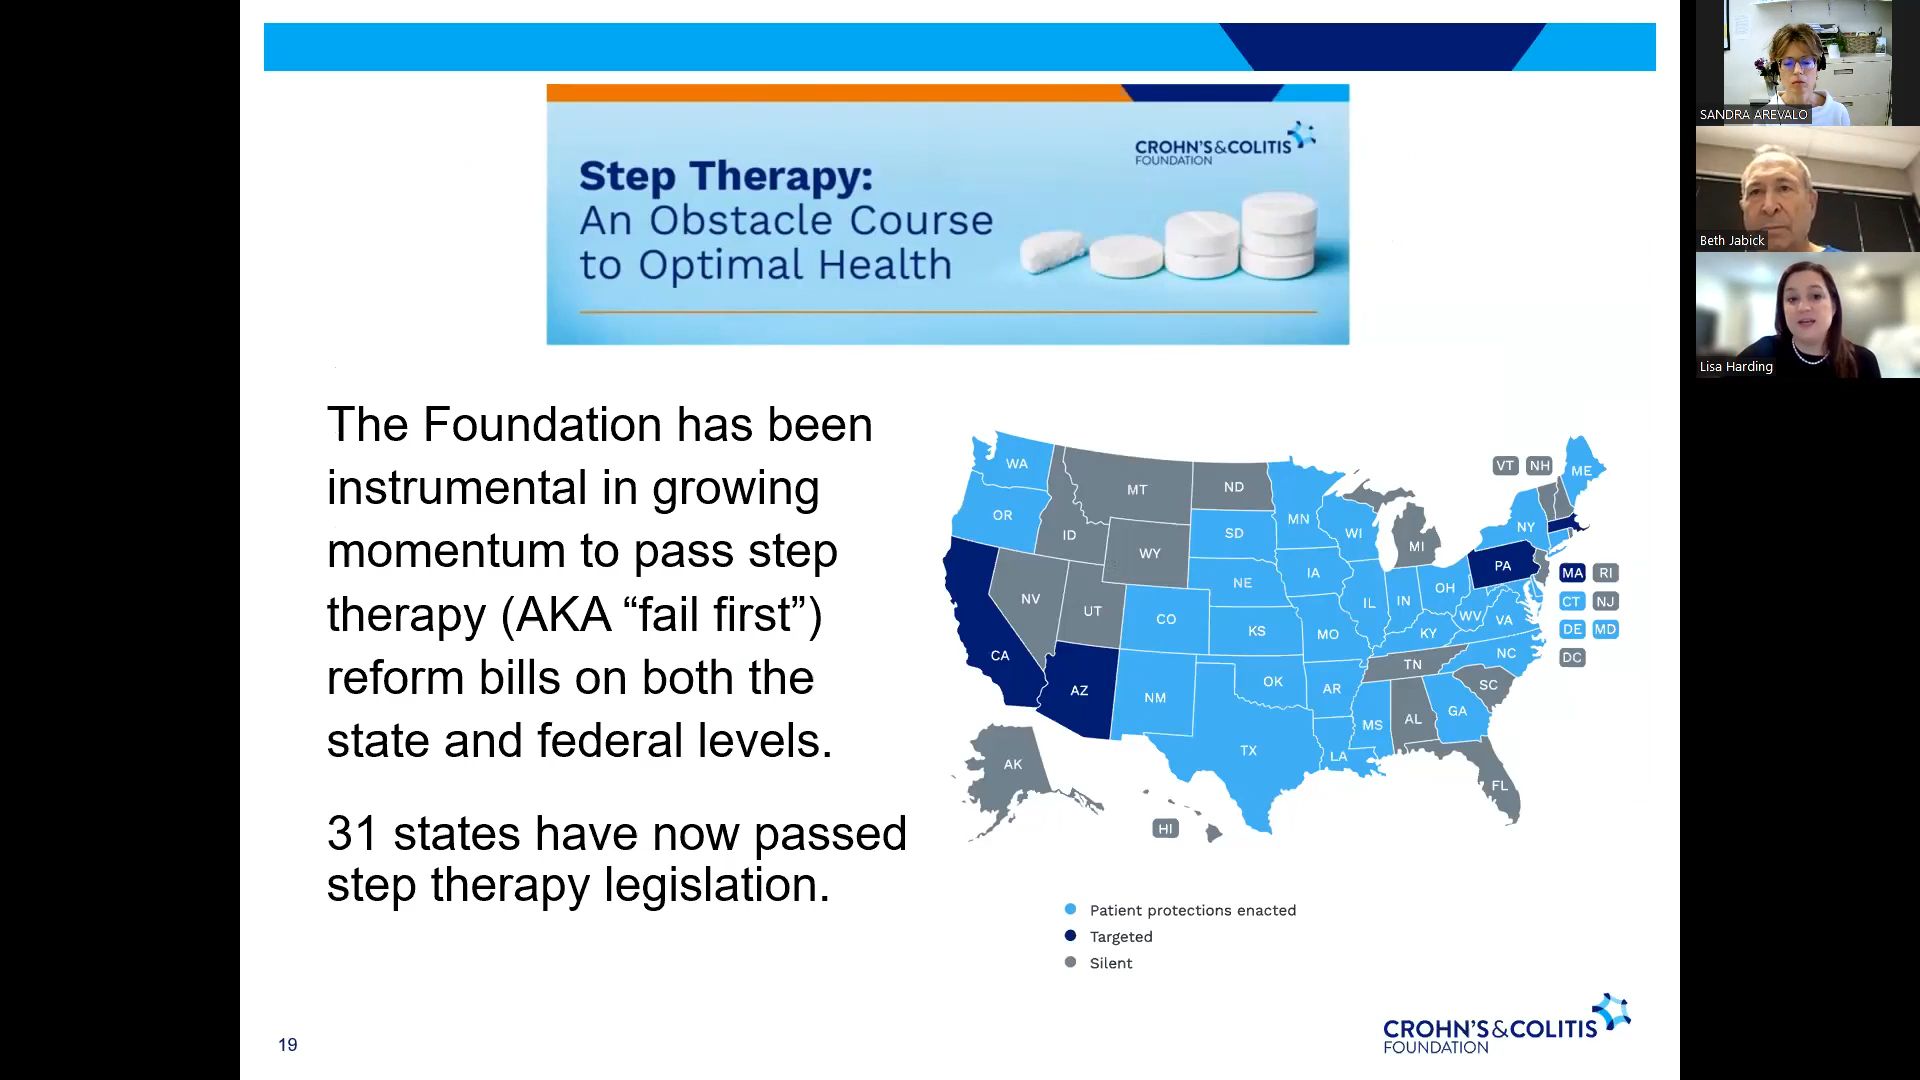 CROHN'S&COLITIS
FOUNDATION
Step Therapy:
An Obstacle Course
to Optimal Health
The Foundation has been
instrumental in growing
momentum to pass step
therapy (AKA “fail first”)
reform bills on both the
state and federal levels.
31 states have now passed
step therapy legislation.
WA
MT
ND
VT NH
ME
OR
ID
WY
SD
MN
WI
MI
NY
NV
UT
CO
NE
IA
IL
IN
OH
PA
MA RI
CT NJ
DE MD
DC
CA
AZ
NM
KS
MO
KY
WV
VA
NC
OK
AR
TN
SC
TX
LA
MS
AL
GA
FL
AK
HI
Patient protections enacted
Targeted
Silent
19
CROHN'S&COLITIS
FOUNDATION
SANDRA AREVALO
Beth Jabick
Lisa Harding